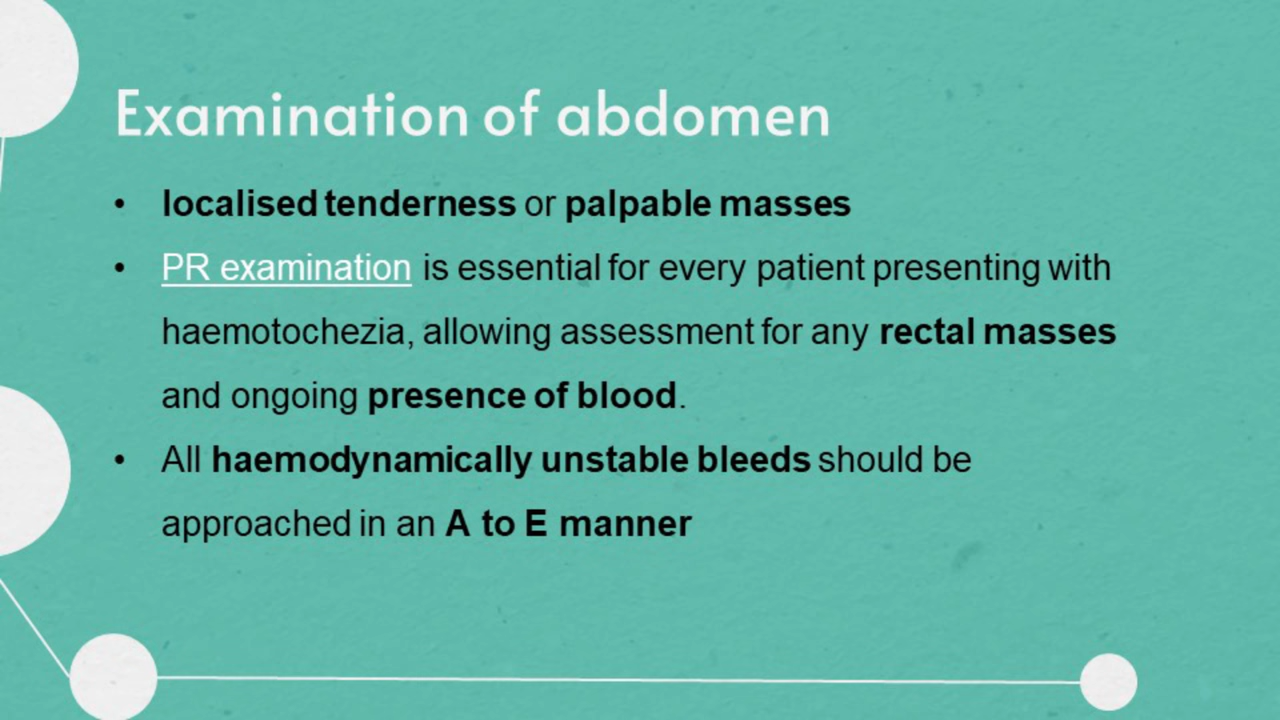 Examination of abdomen
• localised tenderness or palpable masses
• PR examination is essential for every patient presenting with
haemotochezia, allowing assessment for any rectal masses
and ongoing presence of blood.
• All haemodynamically unstable bleeds should be
approached in an A to E manner